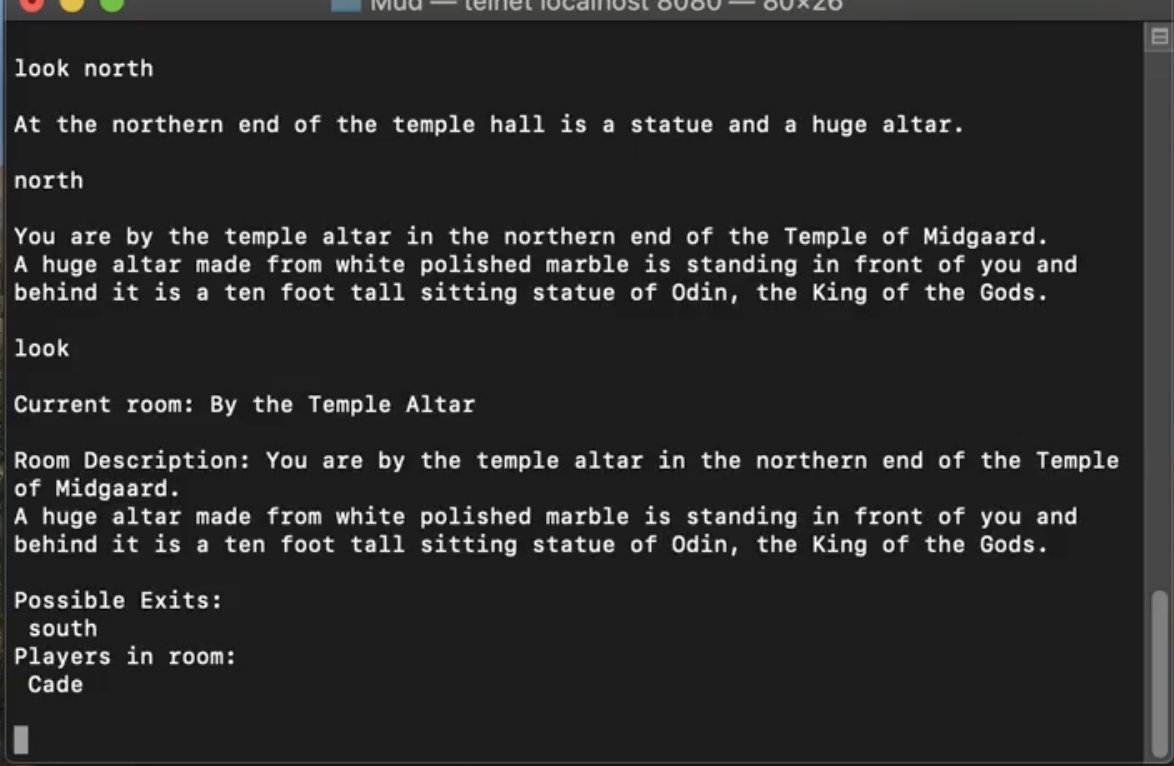 Mud — telnet localhost 8080 — 80×26
look north
At the northern end of the temple hall is a statue and a huge altar.
north
You are by the temple altar in the northern end of the Temple of Midgaard.
A huge altar made from white polished marble is standing in front of you and
behind it is a ten foot tall sitting statue of Odin, the King of the Gods.
look
Current room: By the Temple Altar
Room Description: You are by the temple altar in the northern end of the Temple
of Midgaard.
A huge altar made from white polished marble is standing in front of you and
behind it is a ten foot tall sitting statue of Odin, the King of the Gods.
Possible Exits:
south
Players in room:
Cade